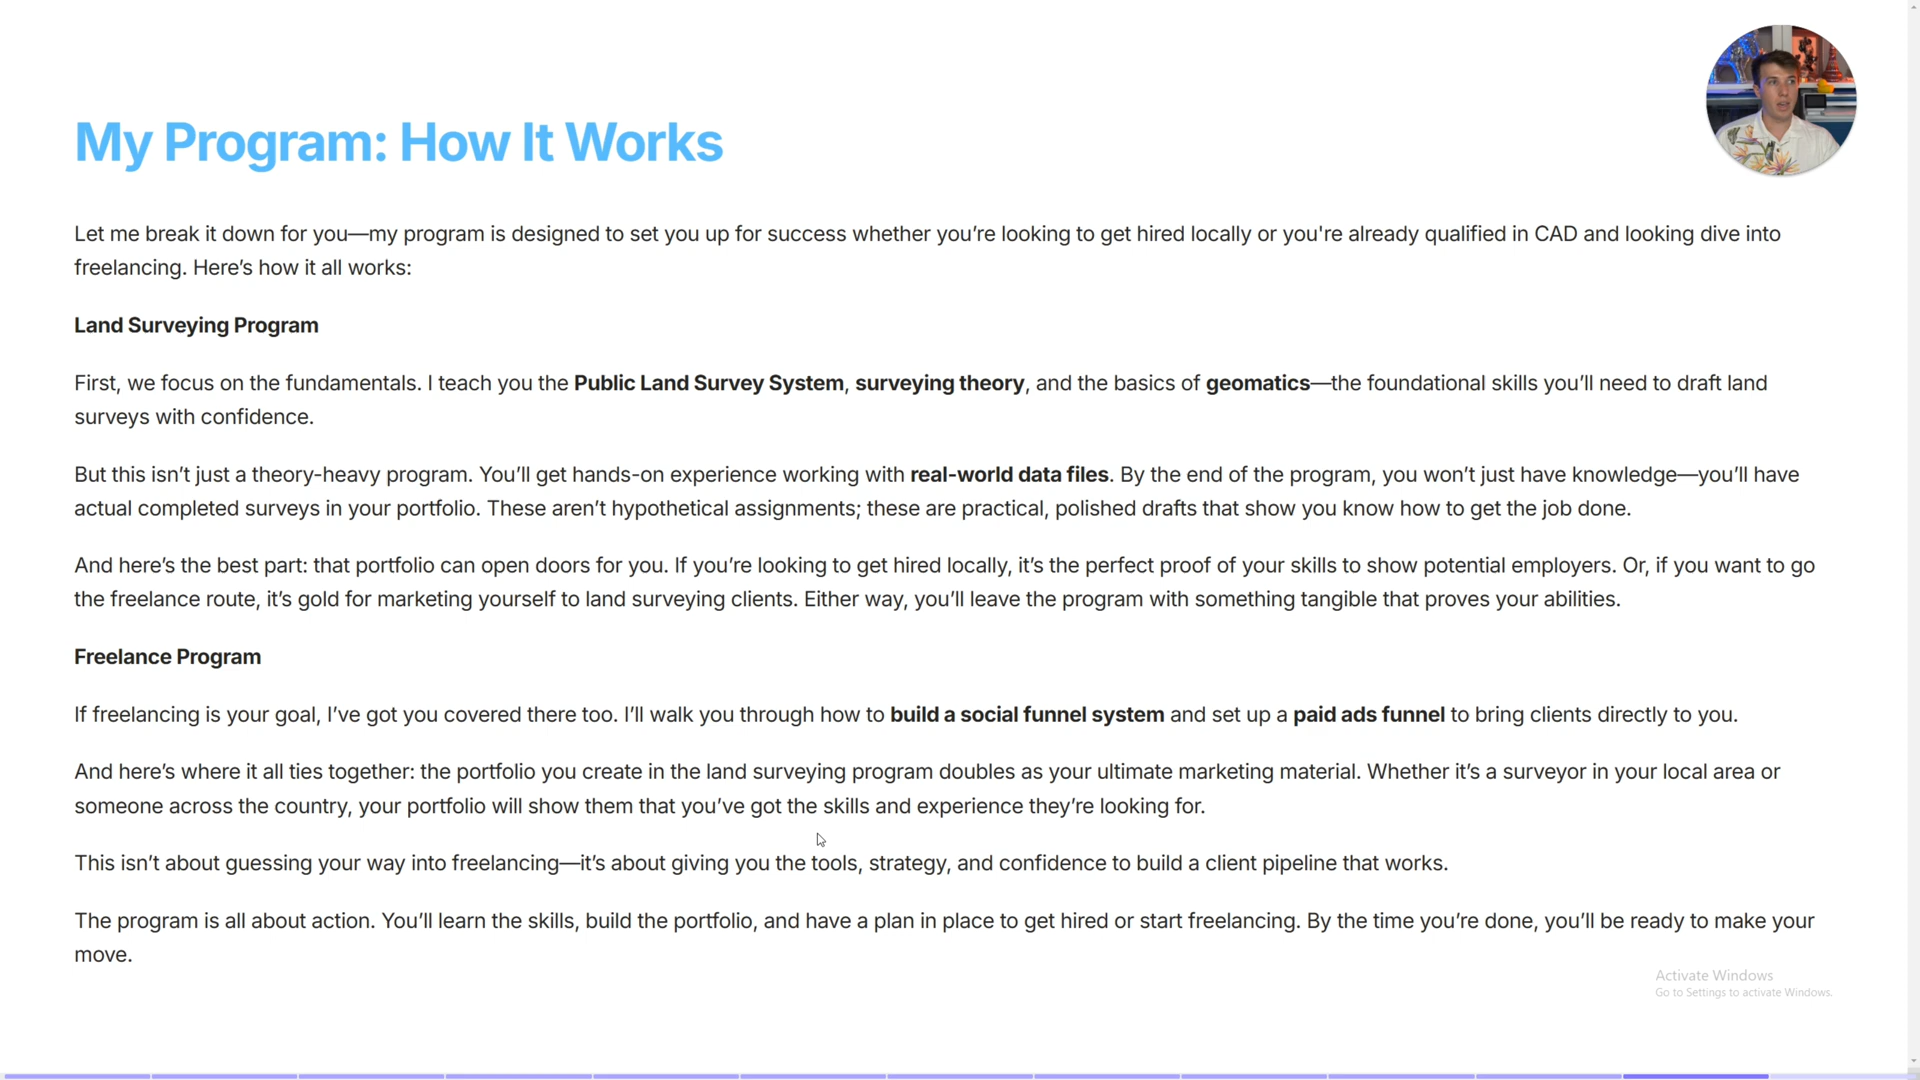 My Program: How It Works
Let me break it down for you—my program is designed to set you up for success whether you’re looking to get hired locally or you're already qualified in CAD and looking dive into
freelancing. Here’s how it all works:
Land Surveying Program
First, we focus on the fundamentals. I teach you the Public Land Survey System, surveying theory, and the basics of geomatics—the foundational skills you’ll need to draft land
surveys with confidence.
But this isn’t just a theory-heavy program. You’ll get hands-on experience working with real-world data files. By the end of the program, you won’t just have knowledge—you’ll have
actual completed surveys in your portfolio. These aren’t hypothetical assignments; these are practical, polished drafts that show you know how to get the job done.
And here’s the best part: that portfolio can open doors for you. If you’re looking to get hired locally, it’s the perfect proof of your skills to show potential employers. Or, if you want to go
the freelance route, it’s gold for marketing yourself to land surveying clients. Either way, you’ll leave the program with something tangible that proves your abilities.
Freelance Program
If freelancing is your goal, I’ve got you covered there too. I’ll walk you through how to build a social funnel system and set up a paid ads funnel to bring clients directly to you.
And here’s where it all ties together: the portfolio you create in the land surveying program doubles as your ultimate marketing material. Whether it’s a surveyor in your local area or
someone across the country, your portfolio will show them that you’ve got the skills and experience they’re looking for.
This isn’t about guessing your way into freelancing—it’s about giving you the tools, strategy, and confidence to build a client pipeline that works.
The program is all about action. You’ll learn the skills, build the portfolio, and have a plan in place to get hired or start freelancing. By the time you’re done, you’ll be ready to make your
move.
Activate Windows
Go to Settings to activate Windows.